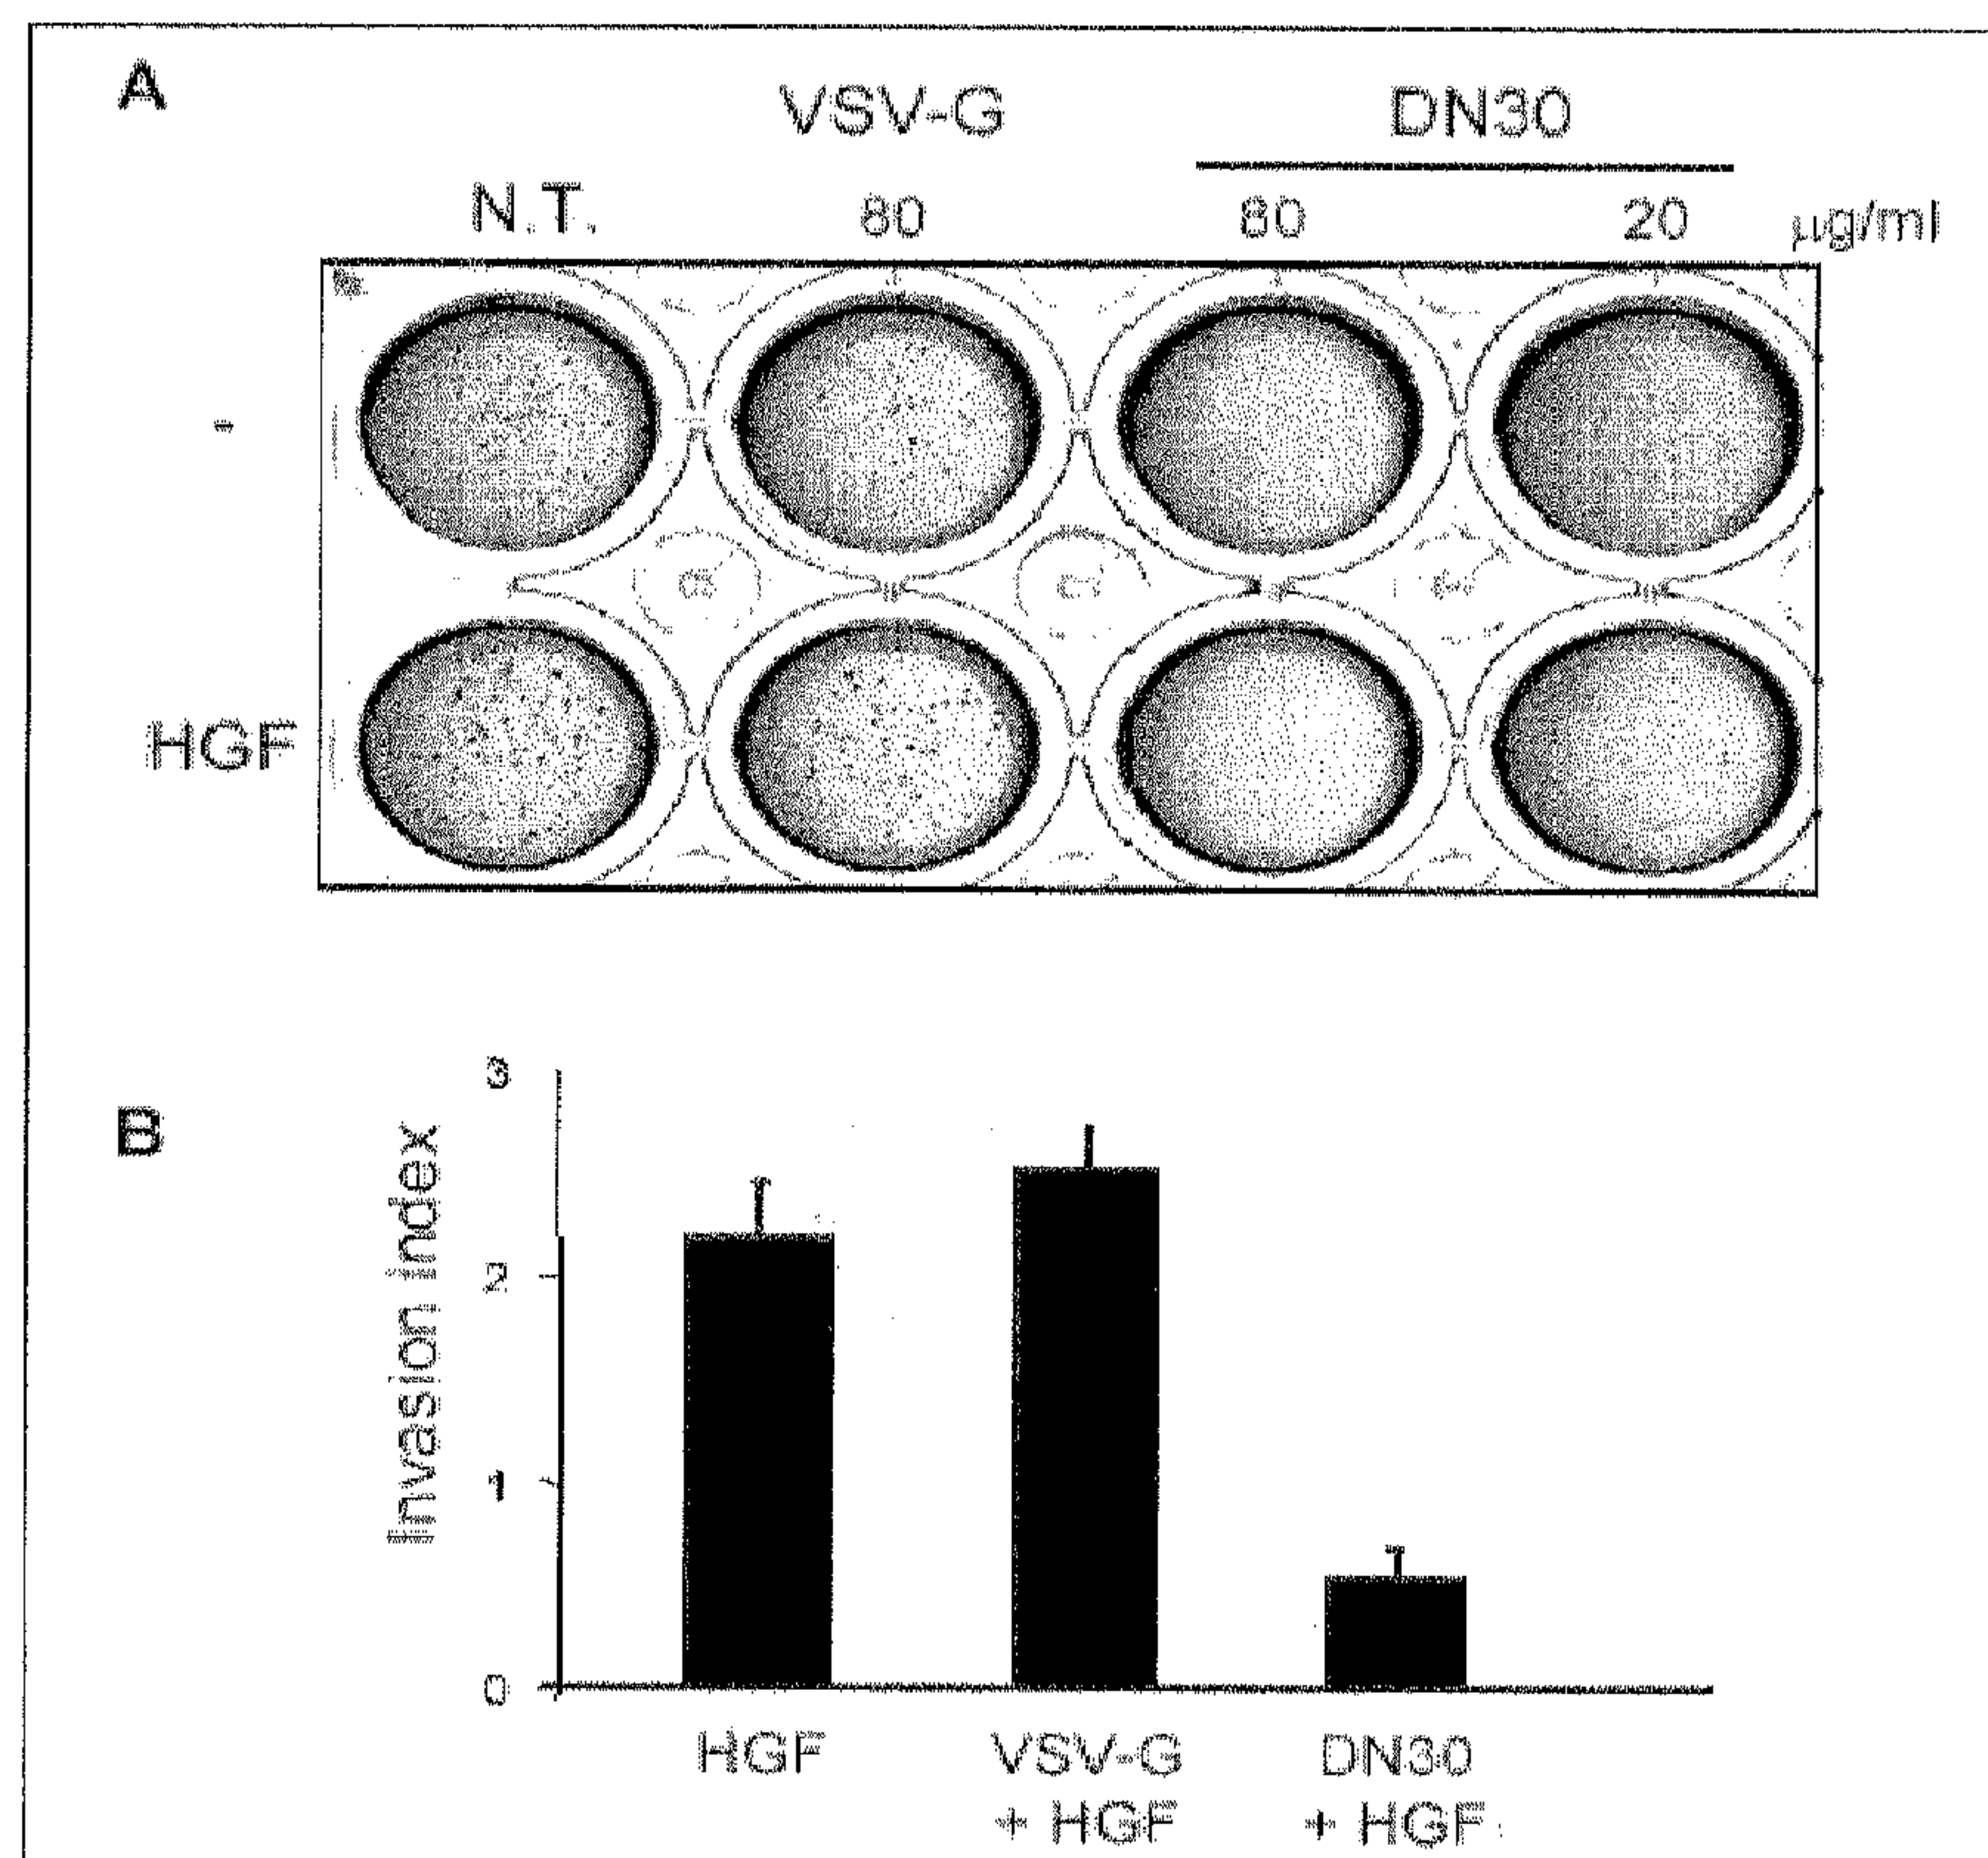 A
VSV-G DN30
N.T. 80 80 20 µg/ml
-
HGF
B
Invasion index
3
2
1
0
HGF VSV-G DN30
+ HGF + HGF